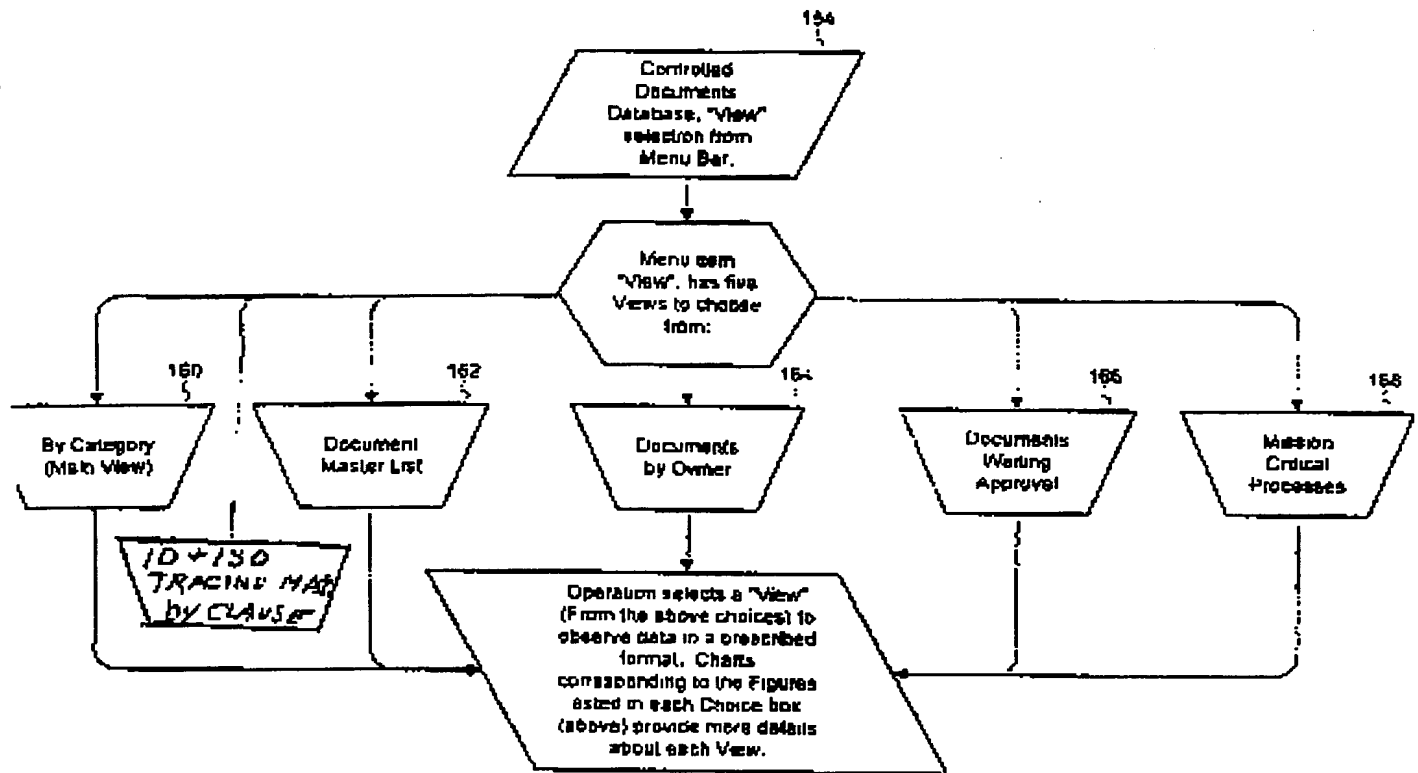 154
Controlled
Documents
Database, "View"
selection from
Menu Bar.
Menu item
"View", has five
Views to choose
from:
160
162
166
168
By Category
(Main View)
Document
Master List
Documents
by Owner
Documents
Waiting
Approval
Mission
Critical
Processes
TRACING MAP
by CLAUSE
Operation selects a "View"
(From the above choices) to
observe data in a prescribed
format. Charts
corresponding to the Figures
listed in each Choice box
(above) provide more details
about each View.